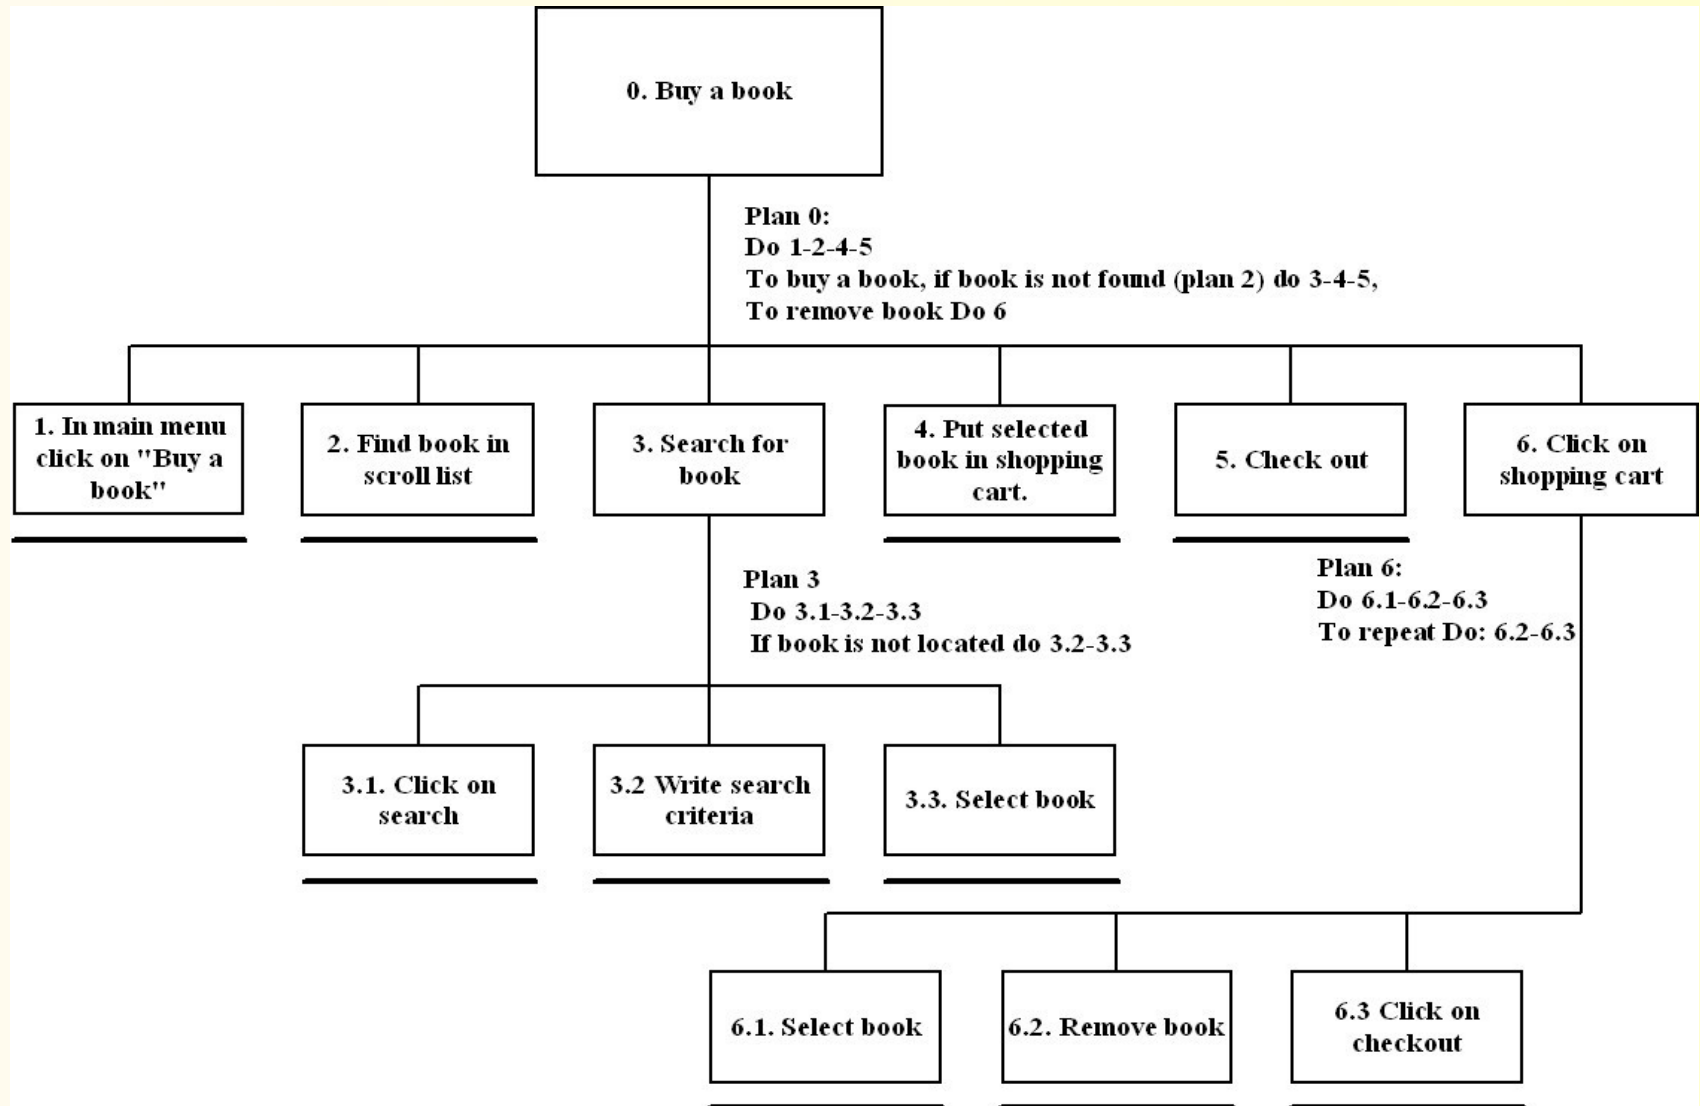 0. Buy a book
Plan 0:
Do 1-2-4-5
To buy a book, if book is not found (plan 2) do 3-4-5,
To remove book Do 6
1. In main menu
click on "Buy a
book"
2. Find book in
scroll list
3. Search for
book
4. Put selected
book in shopping
cart.
5. Check out
6. Click on
shopping cart
Plan 3
Do 3.1-3.2-3.3
If book is not located do 3.2-3.3
Plan 6:
Do 6.1-6.2-6.3
To repeat Do: 6.2-6.3
3.1. Click on
search
3.2 Write search
criteria
3.3. Select book
6.1. Select book
6.2. Remove book
6.3 Click on
checkout